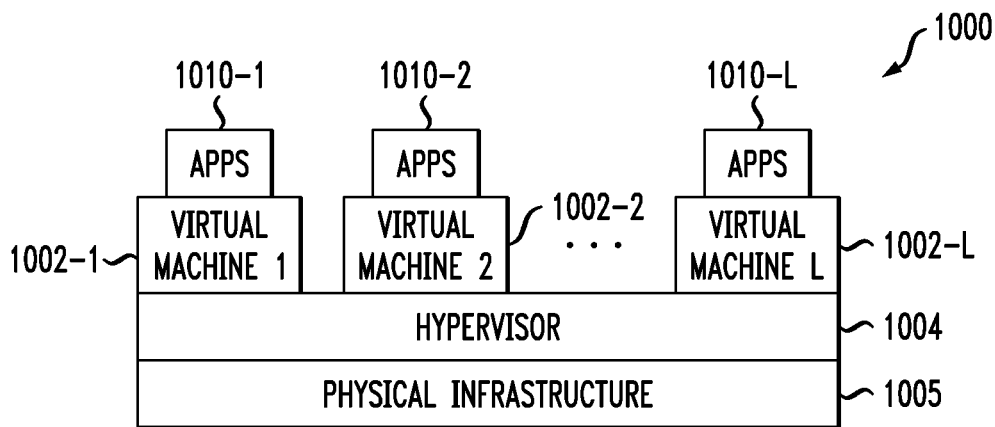 1000
1010-1
1010-2
1010-L
APPS
APPS
APPS
VIRTUAL
MACHINE 1
VIRTUAL
MACHINE 2
VIRTUAL
MACHINE L
1002-1
1002-2
. . .
1002-L
HYPERVISOR
1004
PHYSICAL INFRASTRUCTURE
1005